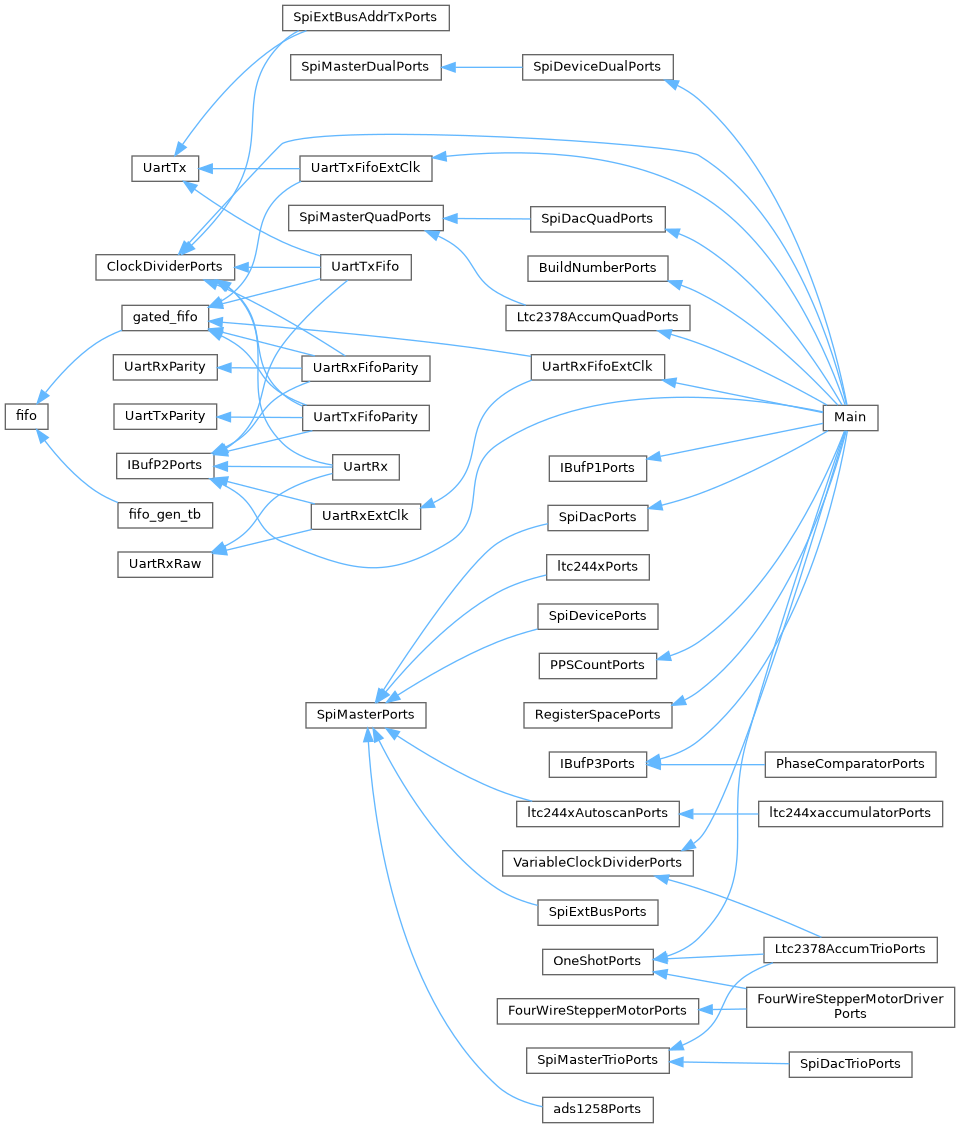 SpiExtBusAddrTxPorts
SpiMasterDualPorts
SpiDeviceDualPorts
UartTx
UartTxFifoExtClk
SpiMasterQuadPorts
SpiDacQuadPorts
ClockDividerPorts
UartTxFifo
BuildNumberPorts
gated_fifo
Ltc2378AccumQuadPorts
UartRxParity
UartRxFifoParity
UartRxFifoExtClk
fifo
UartTxParity
UartTxFifoParity
Main
IBufP2Ports
UartRx
IBufP1Ports
fifo_gen_tb
UartRxExtClk
SpiDacPorts
UartRxRaw
ltc244xPorts
SpiDevicePorts
PPSCountPorts
SpiMasterPorts
RegisterSpacePorts
IBufP3Ports
PhaseComparatorPorts
ltc244xAutoscanPorts
ltc244xaccumulatorPorts
VariableClockDividerPorts
SpiExtBusPorts
OneShotPorts
Ltc2378AccumTrioPorts
FourWireStepperMotorPorts
FourWireStepperMotorDriver
Ports
SpiMasterTrioPorts
SpiDacTrioPorts
ads1258Ports